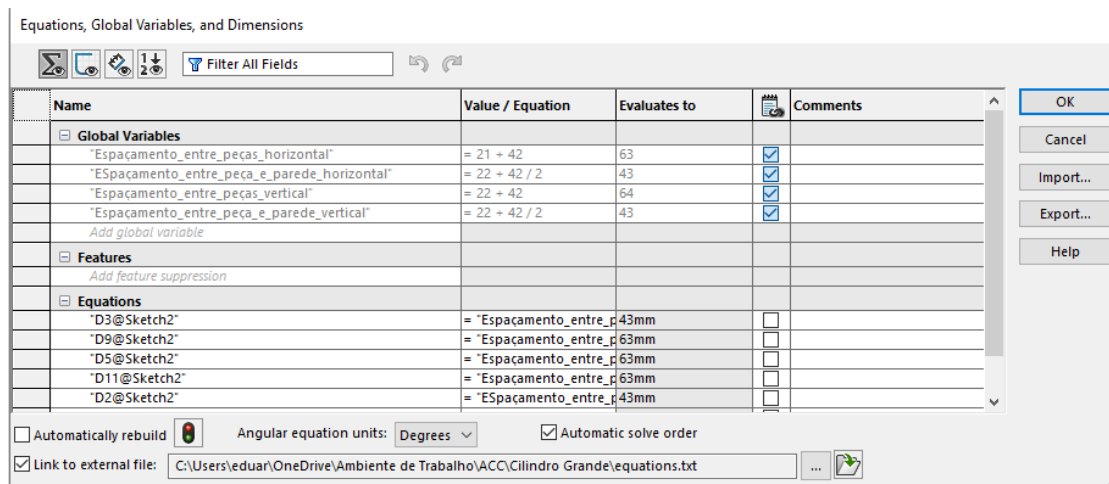 Equations, Global Variables, and Dimensions
Filter All Fields
Name Value / Equation Evaluates to Comments
Global Variables
"Espaçamento_entre_peças_horizontal" = 21 + 42 63
"ESpaçamento_entre_peça_e_parede_horizontal" = 22 + 42 / 2 43
"Espaçamento_entre_peças_vertical" = 22 + 42 64
"Espaçamento_entre_peça_e_parede_vertical" = 22 + 42 / 2 43
Add global variable
Features
Add feature suppression
Equations
"D3@Sketch2" = "Espaçamento_entre_p 43mm
"D9@Sketch2" = "Espaçamento_entre_p 63mm
"D5@Sketch2" = "Espaçamento_entre_p 63mm
"D11@Sketch2" = "Espaçamento_entre_p 63mm
"D2@Sketch2" = "ESpaçamento_entre_p 43mm
OK
Cancel
Import...
Export...
Help
Automatically rebuild Angular equation units: Degrees Automatic solve order
Link to external file: C:\Users\eduar\OneDrive\Ambiente de Trabalho\ACC\Cilindro Grande\equations.txt ...